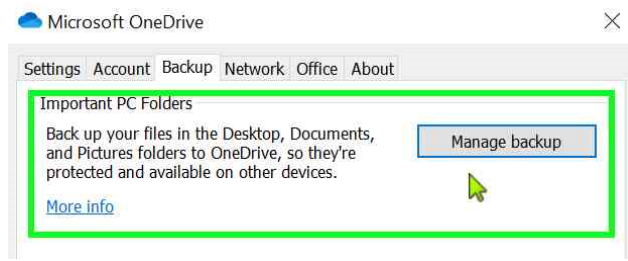 Microsoft OneDrive
Settings Account Backup Network Office About
Important PC Folders
Back up your files in the Desktop, Documents,
and Pictures folders to OneDrive, so they're
protected and available on other devices.
Manage backup
More info